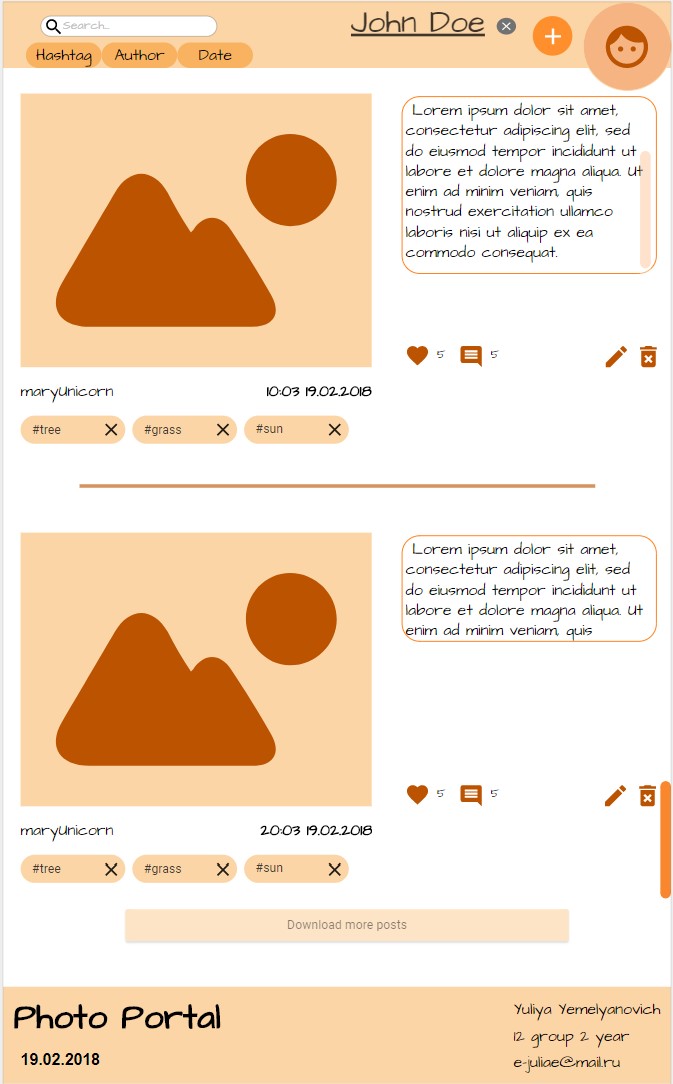 Search...
John Doe
Hashtag Author Date
Lorem ipsum dolor sit amet,
consectetur adipiscing elit, sed
do eiusmod tempor incididunt ut
labore et dolore magna aliqua. Ut
enim ad minim veniam, quis
nostrud exercitation ullamco
laboris nisi ut aliquip ex ea
commodo consequat.
5 5
maryUnicorn 10:03 19.02.2018
#tree #grass #sun
Lorem ipsum dolor sit amet,
consectetur adipiscing elit, sed
do eiusmod tempor incididunt ut
labore et dolore magna aliqua. Ut
enim ad minim veniam, quis
5 5
maryUnicorn 20:03 19.02.2018
#tree #grass #sun
Download more posts
Photo Portal
19.02.2018
Yuliya Yemelyanovich
12 group 2 year
e-juliae@mail.ru